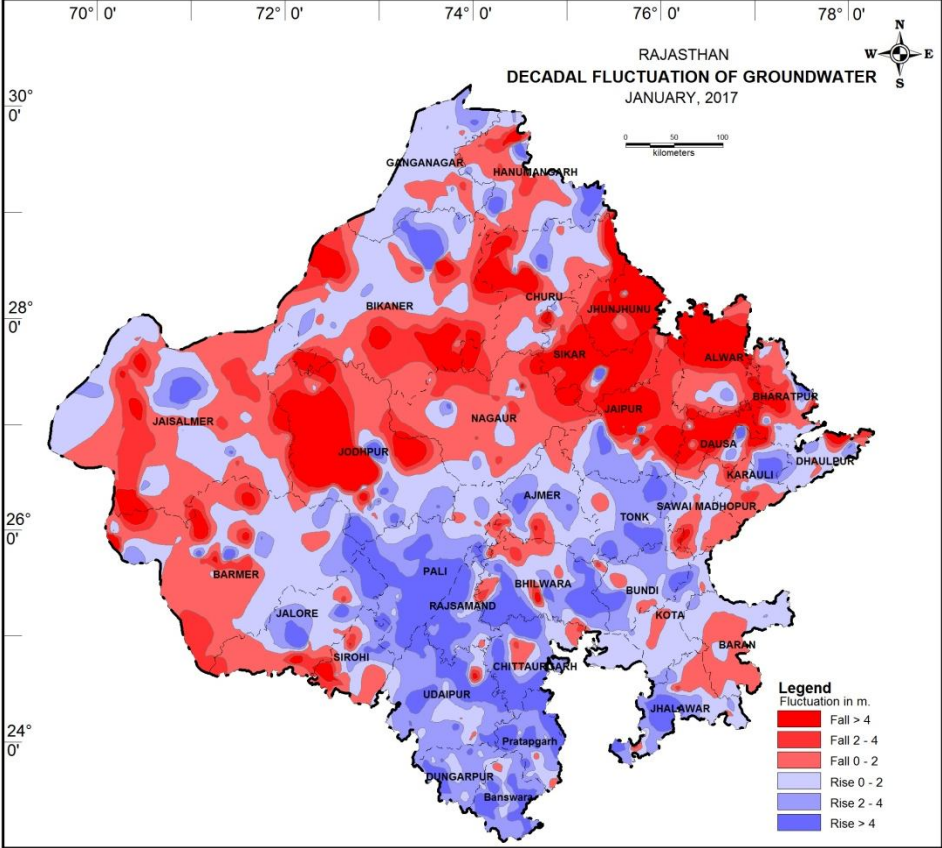 70° 0'
72° 0'
74° 0'
76° 0'
78° 0'
N
W E
S
RAJASTHAN
DECADAL FLUCTUATION OF GROUNDWATER
JANUARY, 2017
0 50 100
kilometers
30°
0'
28°
0'
26°
0'
24°
0'
GANGANAGAR
HANUMANGARH
BIKANER
CHURU
JHUNJHUNU
SIKAR
ALWAR
BHARATPUR
JAISALMER
NAGAUR
JAIPUR
DAUSA
JODHPUR
KARAULI
DHAULPUR
AJMER
SAWAI MADHOPUR
TONK
BARMER
PALI
BHILWARA
BUNDI
RAJSAMAND
JALORE
KOTA
BARAN
SIROHI
CHITTAURGARH
UDAIPUR
JHALAWAR
Pratapgarh
DUNGARPUR
Banswara
Legend
Fluctuation in m.
Fall > 4
Fall 2 - 4
Fall 0 - 2
Rise 0 - 2
Rise 2 - 4
Rise > 4